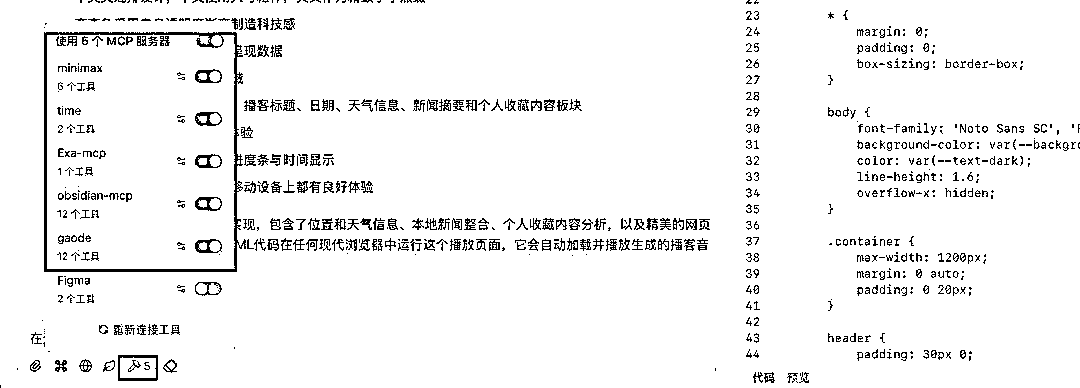 制造科技感
使用 6 个 MCP 服务器
呈现数据
minimax
6 个工具
播客标题、日期、天气信息、新闻摘要和个人收藏内容板块
time
2 个工具
体验
Exa-mcp
1 个工具
进度条与时间显示
移动设备上都有良好体验
obsidian-mcp
12 个工具
实现，包含了位置和天气信息、本地新闻整合、个人收藏内容分析，以及精美的网页
gaode
12 个工具
ML代码在任何现代浏览器中运行这个播放页面，它会自动加载并播放生成的播客音
Figma
2 个工具
重新连接工具
在
5
22
23 * {
24 margin: 0;
25 padding: 0;
26 box-sizing: border-box;
27 }
28
29 body {
30 font-family: 'Noto Sans SC', '
31 background-color: var(--backgro
32 color: var(--text-dark);
33 line-height: 1.6;
34 overflow-x: hidden;
35 }
36
37 .container {
38 max-width: 1200px;
39 margin: 0 auto;
40 padding: 0 20px;
41 }
42
43 header {
44 padding: 30px 0;
代码 预览